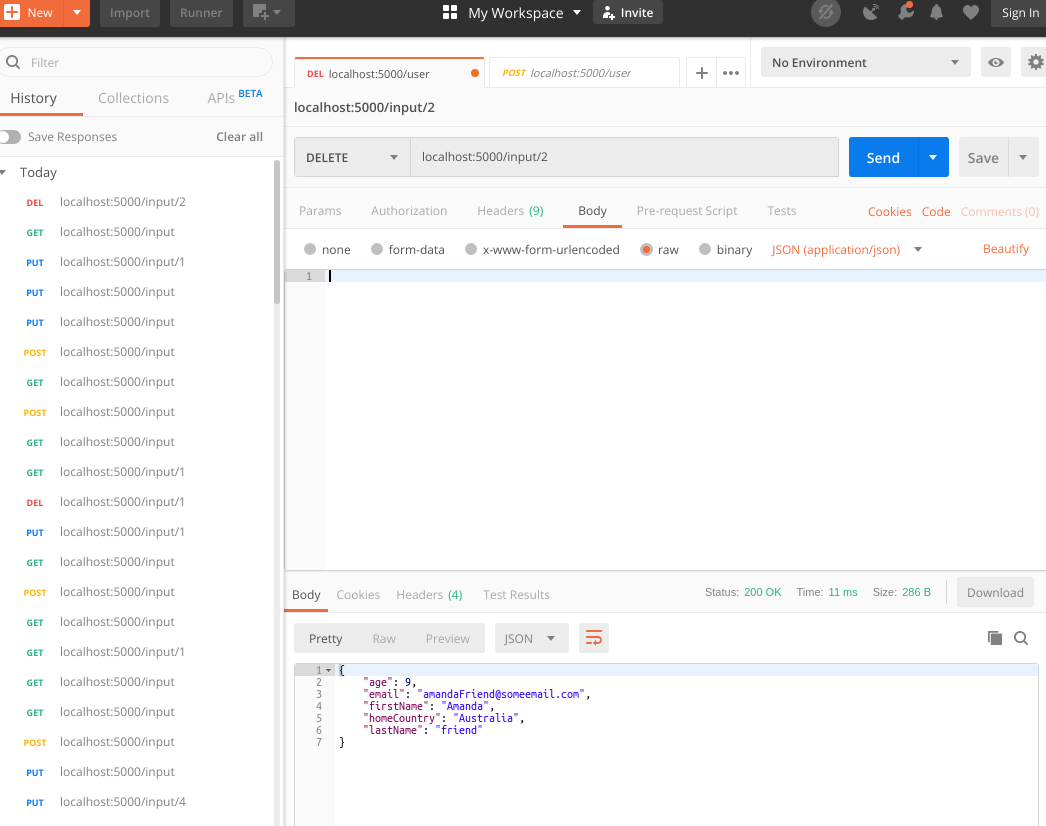 New Import Runner My Workspace Invite Sign In
Filter
History Collections APIs BETA
Save Responses Clear all
Today
DEL localhost:5000/input/2
GET localhost:5000/input
PUT localhost:5000/input/1
PUT localhost:5000/input
PUT localhost:5000/input
POST localhost:5000/input
GET localhost:5000/input
POST localhost:5000/input
GET localhost:5000/input
GET localhost:5000/input/1
DEL localhost:5000/input/1
PUT localhost:5000/input/1
GET localhost:5000/input
POST localhost:5000/input
GET localhost:5000/input
GET localhost:5000/input/1
GET localhost:5000/input
GET localhost:5000/input
POST localhost:5000/input
PUT localhost:5000/input
PUT localhost:5000/input/4
DEL localhost:5000/user POST localhost:5000/user No Environment
localhost:5000/input/2
DELETE localhost:5000/input/2 Send Save
Params Authorization Headers (9) Body Pre-request Script Tests Cookies Code Comments (0)
none form-data x-www-form-urlencoded raw binary JSON (application/json) Beautify
1
Body Cookies Headers (4) Test Results Status: 200 OK Time: 11 ms Size: 286 B Download
Pretty Raw Preview JSON
1 {
2 "age": 9,
3 "email": "amandaFriend@someemail.com",
4 "firstName": "Amanda",
5 "homeCountry": "Australia",
6 "lastName": "friend"
7 }